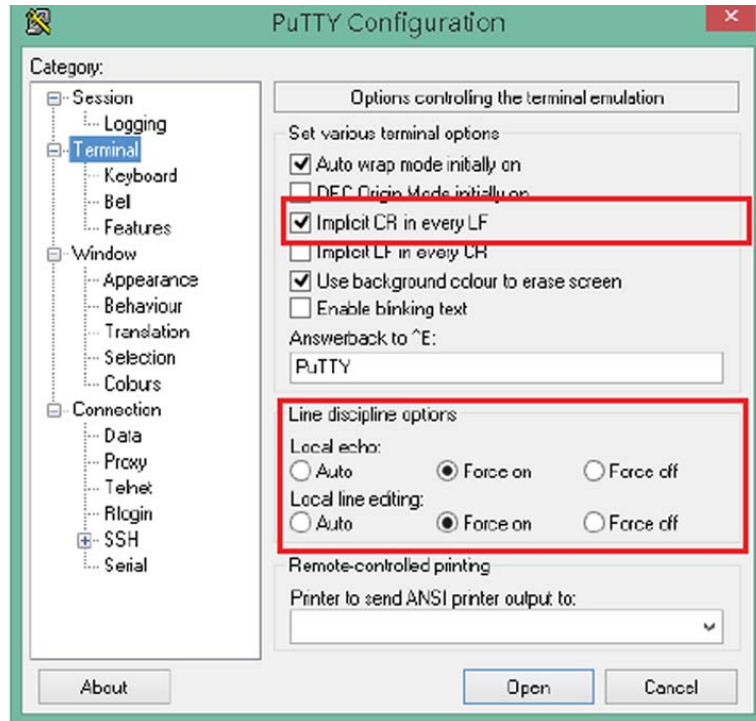 PuTTY Configuration
Category:
Session
Logging
Terminal
Keyboard
Bell
Features
Window
Appearance
Behaviour
Translation
Selection
Colours
Connection
Data
Proxy
Telnet
Rlogin
SSH
Serial
Options controlling the terminal emulation
Set various terminal options
Auto wrap mode initially on
DEC Origin Mode initially on
Implicit CR in every LF
Implicit LF in every CR
Use background colour to erase screen
Enable blinking text
Answerback to ^E:
PuTTY
Line discipline options
Local echo:
Auto Force on Force off
Local line editing:
Auto Force on Force off
Remote-controlled printing
Printer to send ANSI printer output to:
About Open Cancel